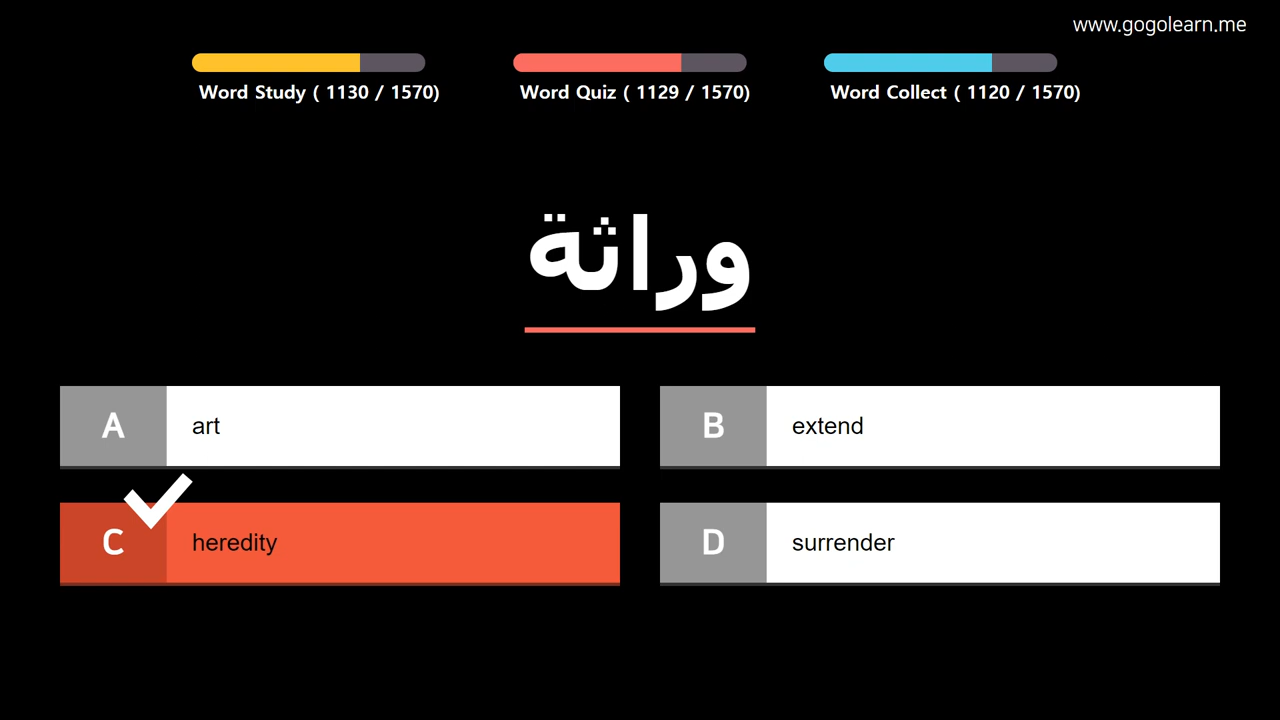 www.gogolearn.me
Word Study ( 1130 / 1570)
Word Quiz ( 1129 / 1570)
Word Collect ( 1120 / 1570)
وراثة
A art
B extend
C heredity
D surrender